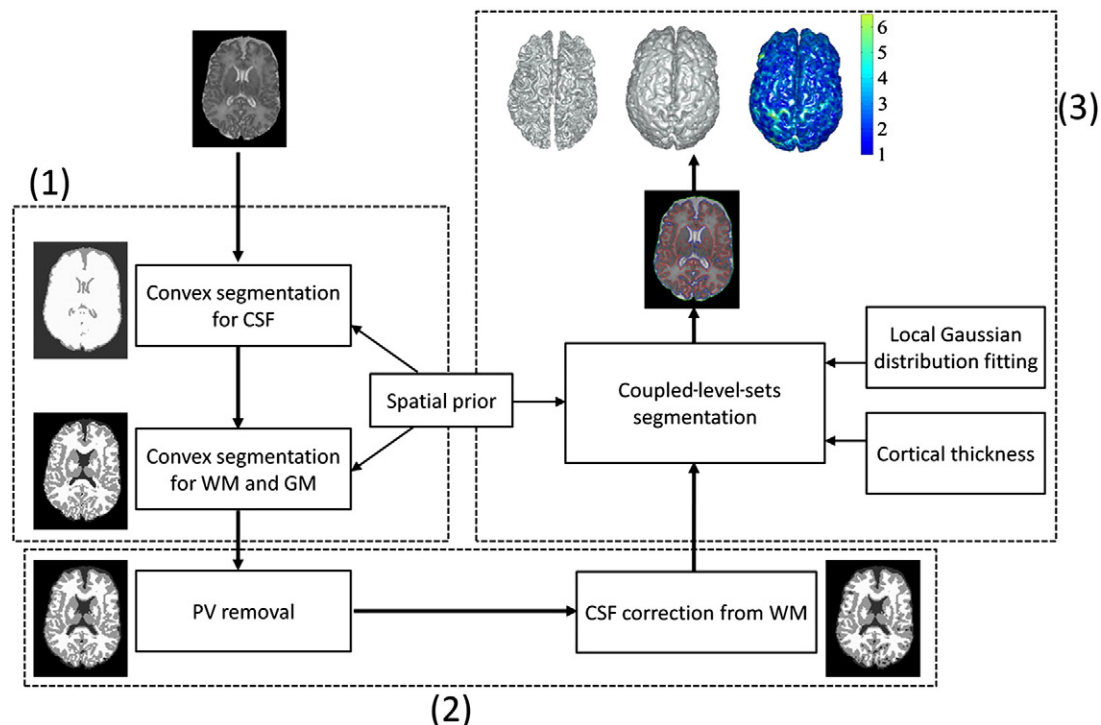 (1)
Convex segmentation
for CSF
Convex segmentation
for WM and GM
Spatial prior
PV removal
CSF correction from WM
(2)
6
5
4
3
2
1
(3)
Local Gaussian
distribution fitting
Coupled-level-sets
segmentation
Cortical thickness